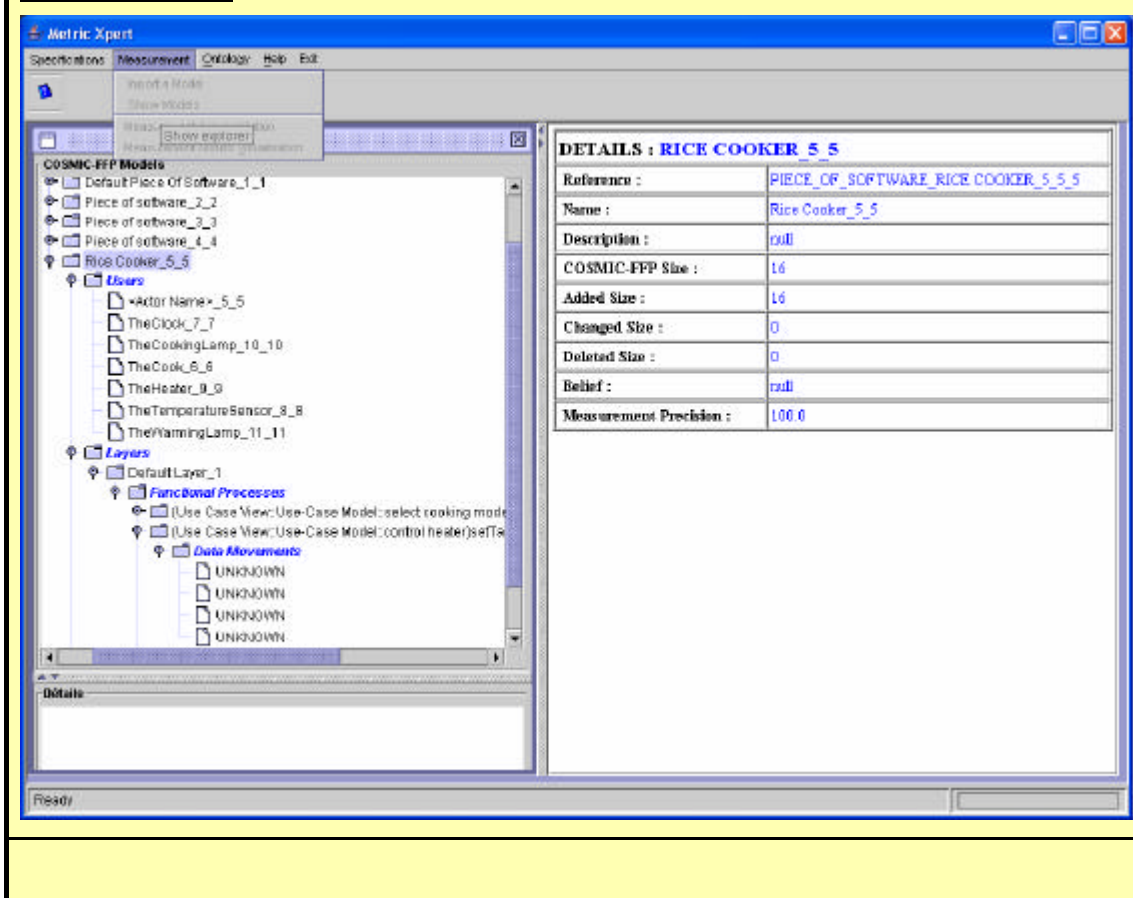 Metric Xpert
Specifications Measurement Ontology Help Exit
Import a Model
Show Models
Show explorer
COSMIC-FFP Models
Default Piece Of Software_1_1
Piece of software_2_2
Piece of software_3_3
Piece of software_4_4
Rice Cooker_5_5
Users
<Actor Name>_5_5
TheClock_7_7
TheCookingLamp_10_10
TheCook_6_6
TheHeater_9_9
TheTemperatureSensor_8_8
TheWarmingLamp_11_11
Layers
Default Layer_1
Functional Processes
(Use Case View::Use-Case Model::select cooking mode
(Use Case View::Use-Case Model::control heater)setTa
Data Movements
UNKNOWN
UNKNOWN
UNKNOWN
UNKNOWN
Détails
DETAILS : RICE COOKER_5_5
Reference : PIECE_OF_SOFTWARE_RICE COOKER_5_5_5
Name : Rice Cooker_5_5
Description : null
COSMIC-FFP Size : 16
Added Size : 16
Changed Size : 0
Deleted Size : 0
Belief : null
Measurement Precision : 100.0
Ready